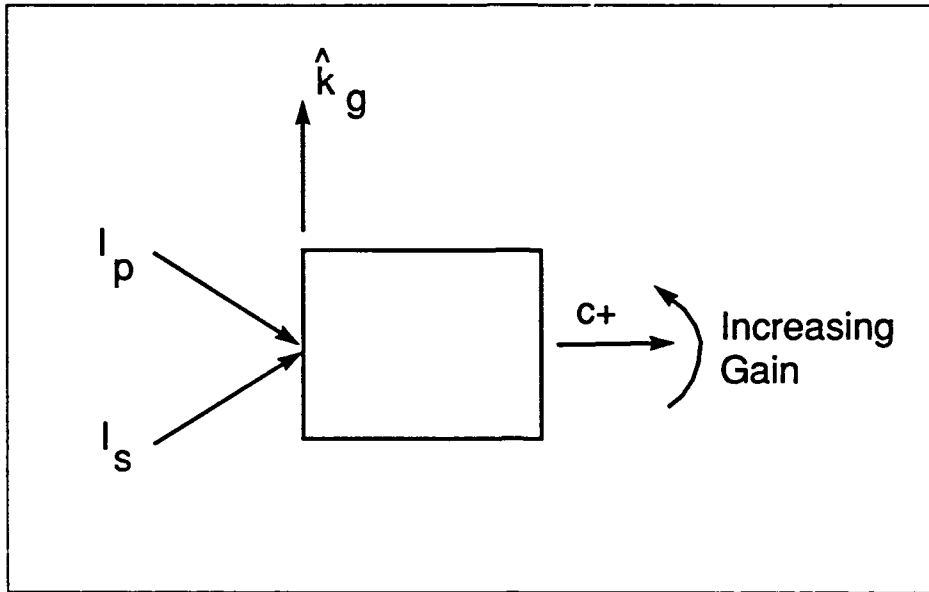 k̂ g
I p
c+
Increasing
Gain
I s